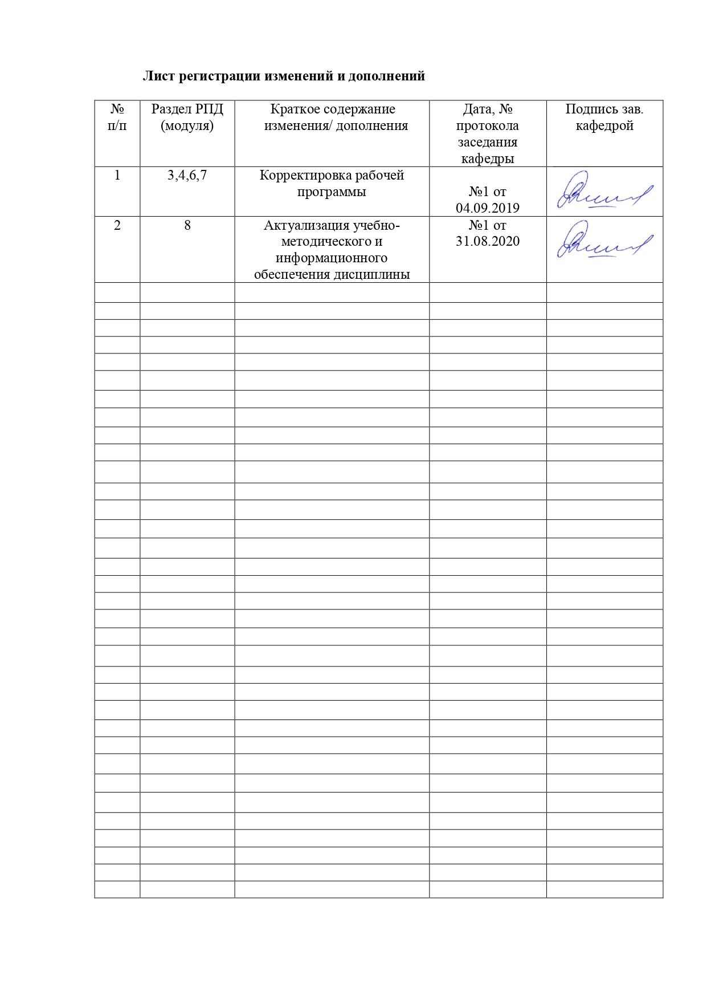 Лист регистрации изменений и дополнений
№
п/п
Раздел РПД
(модуля)
Краткое содержание
изменения/ дополнения
Дата, №
протокола
заседания
кафедры
Подпись зав.
кафедрой
1
3,4,6,7
Корректировка рабочей
программы
№1 от
04.09.2019
2
8
Актуализация учебно-
методического и
информационного
обеспечения дисциплины
№1 от
31.08.2020